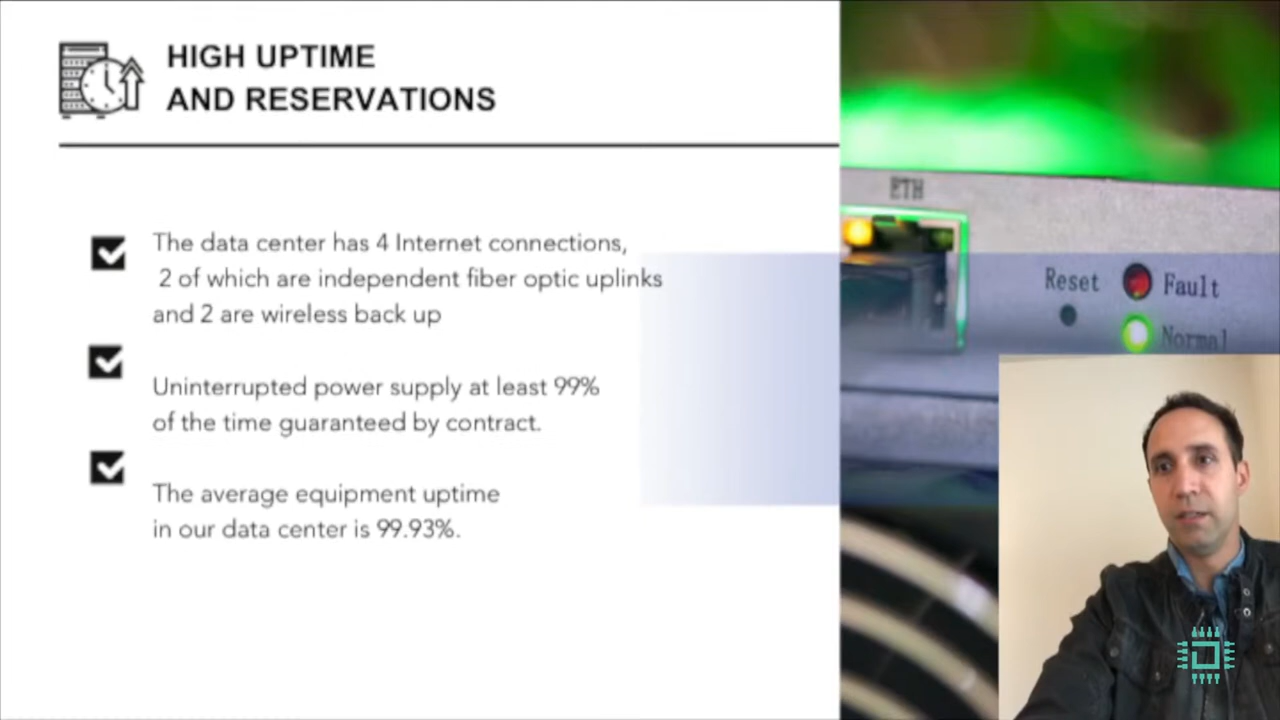 HIGH UPTIME
AND RESERVATIONS
The data center has 4 Internet connections,
2 of which are independent fiber optic uplinks
and 2 are wireless back up
Uninterrupted power supply at least 99%
of the time guaranteed by contract.
The average equipment uptime
in our data center is 99.93%.
ETH
Reset
Fault
Normal